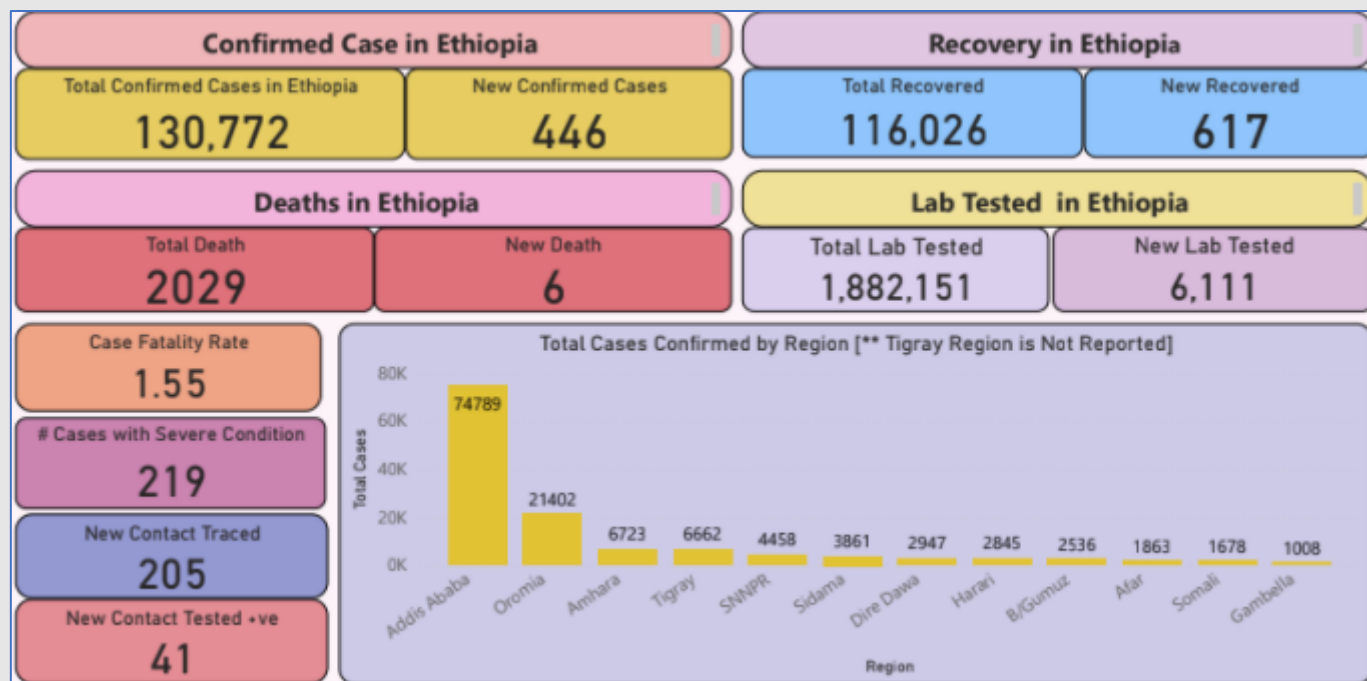 Confirmed Case in Ethiopia
Total Confirmed Cases in Ethiopia
130,772
New Confirmed Cases
446
Recovery in Ethiopia
Total Recovered
116,026
New Recovered
617
Deaths in Ethiopia
Total Death
2029
New Death
6
Lab Tested in Ethiopia
Total Lab Tested
1,882,151
New Lab Tested
6,111
Case Fatality Rate
1.55
# Cases with Severe Condition
219
New Contact Traced
205
New Contact Tested +ve
41
Total Cases Confirmed by Region [** Tigray Region is Not Reported]
Total Cases
80K
60K
40K
20K
0K
74789
21402
6723
6662
4458
3861
2947
2845
2536
1863
1678
1008
Addis Ababa
Oromia
Amhara
Tigray
SNNPR
Sidama
Dire Dawa
Harari
B/Gumuz
Afar
Somali
Gambella
Region